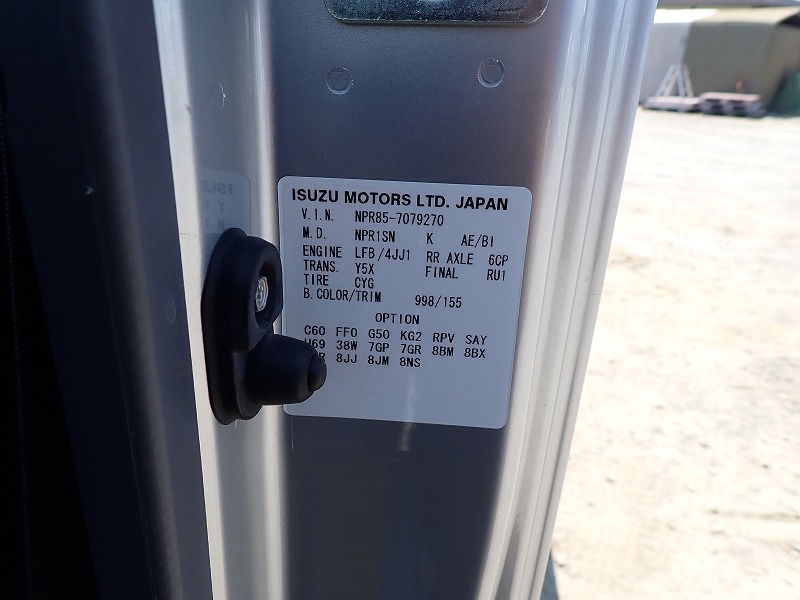 ISUZU MOTORS LTD. JAPAN
V.I.N. NPR85-7079270
M.D. NPR1SN K AE/BI
ENGINE LFB/4JJ1 RR AXLE 6CP
TRANS. Y5X FINAL RU1
TIRE CYG
B.COLOR/TRIM 998/155
OPTION
C60 FF0 G50 KG2 RPV SAY
38W 7GP 7GR 8BM 8BX
8JJ 8JM 8NS